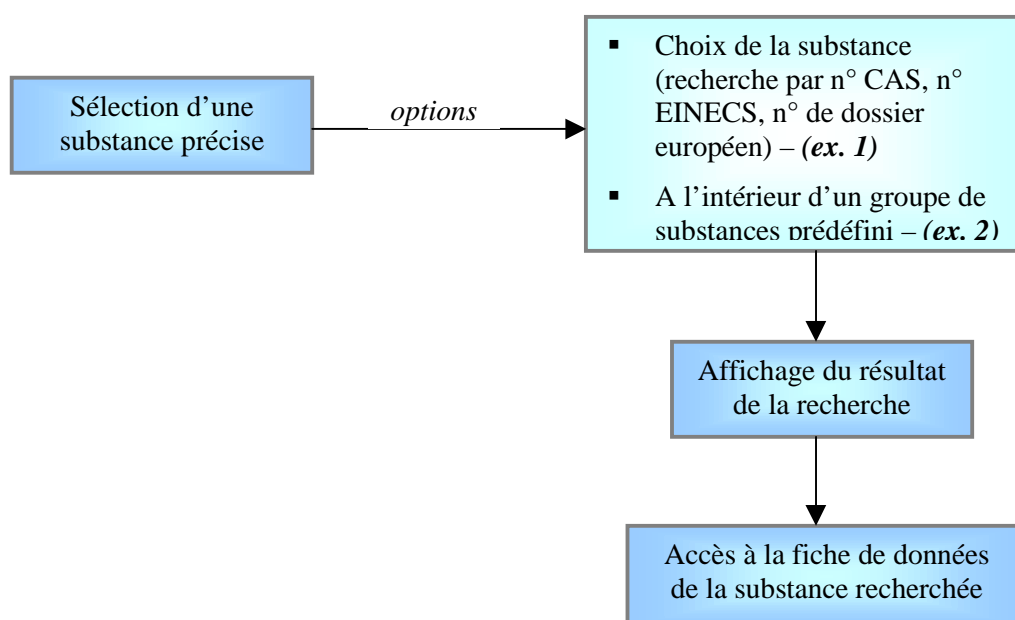 Sélection d’une
substance précise
options
▪ Choix de la substance
(recherche par n° CAS, n°
EINECS, n° de dossier
européen) – (ex. 1)
▪ A l’intérieur d’un groupe de
substances prédéfini – (ex. 2)
Affichage du résultat
de la recherche
Accès à la fiche de données
de la substance recherchée